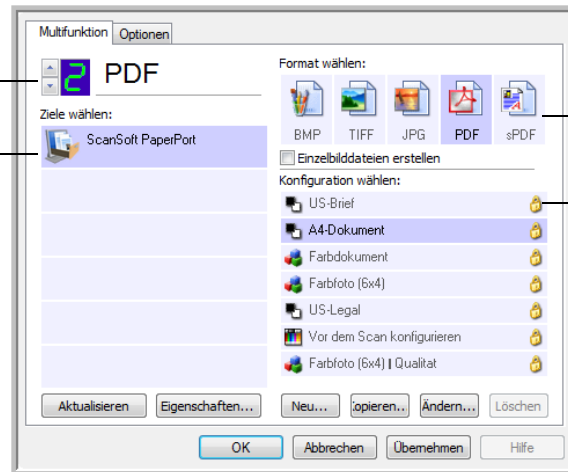 Multifunktion Optionen
2 PDF
Ziele wählen:
ScanSoft PaperPort
Format wählen:
BMP TIFF JPG PDF sPDF
Einzelbilddateien erstellen
Konfiguration wählen:
US-Brief
A4-Dokument
Farbdokument
Farbfoto (6x4)
US-Legal
Vor dem Scan konfigurieren
Farbfoto (6x4) | Qualitat
Aktualisieren Eigenschaften... Neu... opieren.. Ändern... Löschen
OK Abbrechen Übernehmen Hilfe